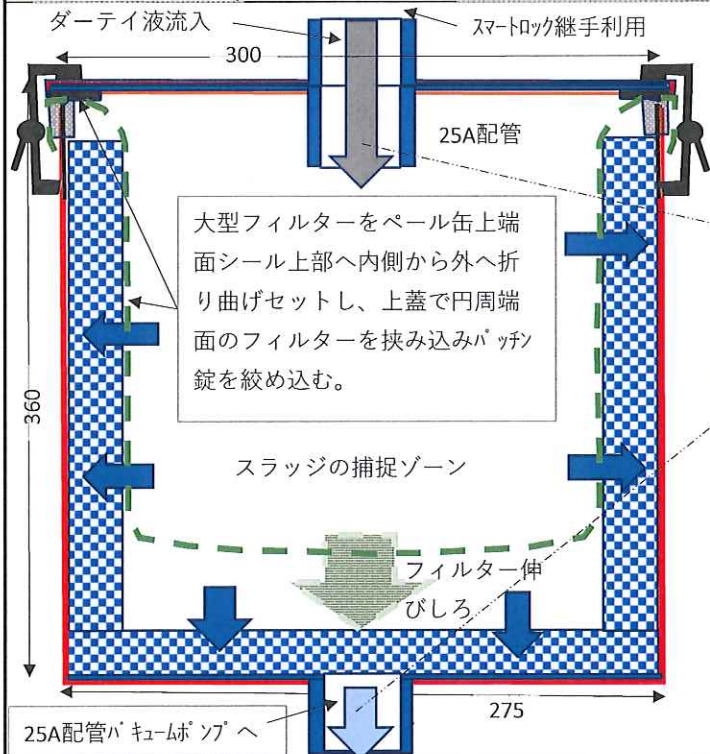 ダーテイ液流入
スマートロック継手利用
300
25A配管
大型フィルターをペール缶上端
面シール上部へ内側から外へ折
り曲げセットし、上蓋で円周端
面のフィルターを挟み込みパッチン
錠を絞め込む。
360
スラッジの捕捉ゾーン
フィルター伸
びしろ
275
25A配管バキュームポンプへ